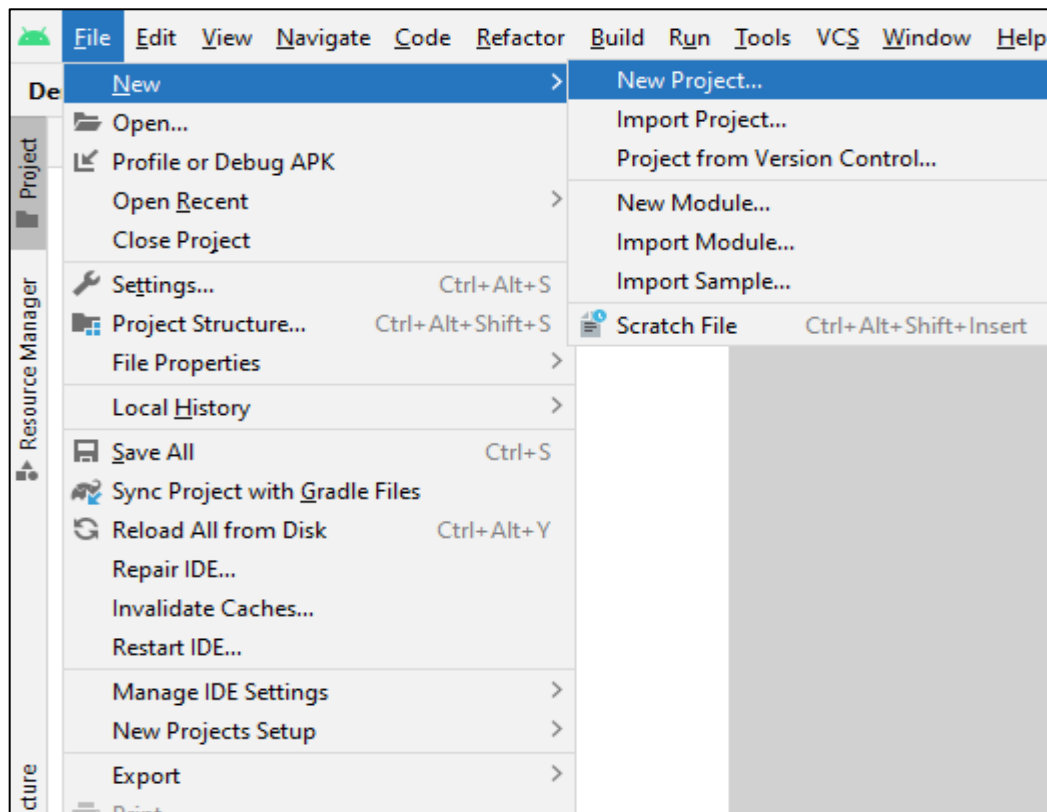 File Edit View Navigate Code Refactor Build Run Tools VCS Window Help
De
New
Open...
Profile or Debug APK
Open Recent
Close Project
Settings... Ctrl+Alt+S
Project Structure... Ctrl+Alt+Shift+S
File Properties
Local History
Save All Ctrl+S
Sync Project with Gradle Files
Reload All from Disk Ctrl+Alt+Y
Repair IDE...
Invalidate Caches...
Restart IDE...
Manage IDE Settings
New Projects Setup
Export
Print...
New Project...
Import Project...
Project from Version Control...
New Module...
Import Module...
Import Sample...
Scratch File Ctrl+Alt+Shift+Insert
Project
Resource Manager
cture